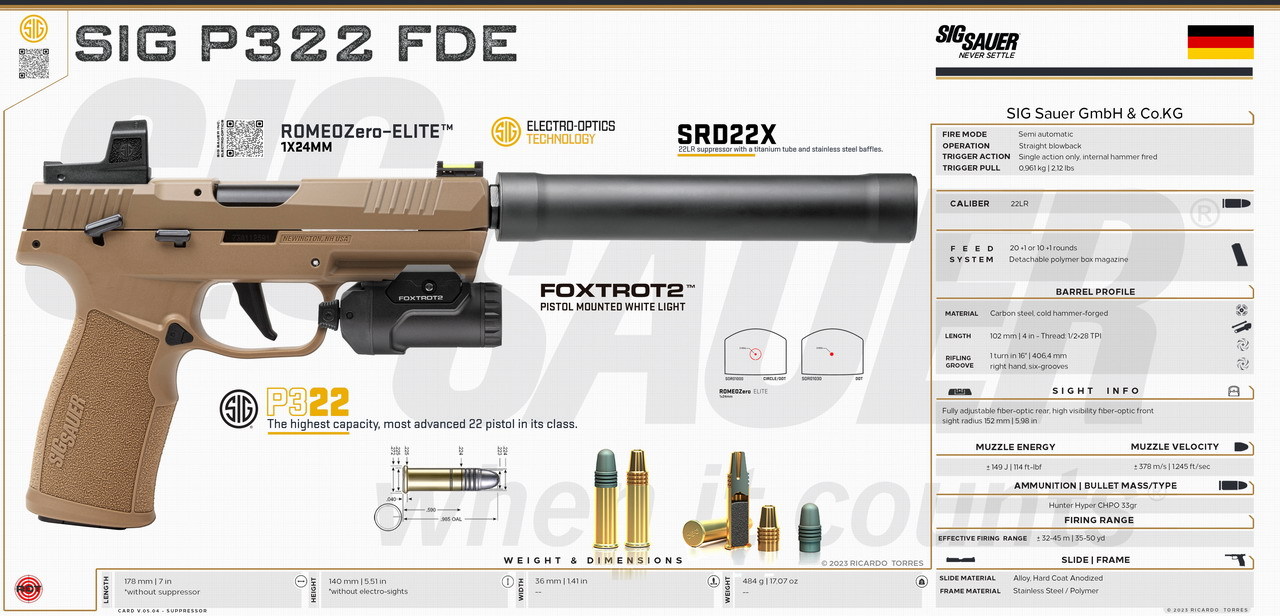 SIG
SIG P322 FDE
SIG SAUER
NEVER SETTLE
ROMEOZero-ELITE™
1X24MM
SIG
ELECTRO-OPTICS
TECHNOLOGY
SRD22X
22LR suppressor with a titanium tube and stainless steel baffles.
NEWINGTON, NH USA
FOXTROT2
FOXTROT2™
PISTOL MOUNTED WHITE LIGHT
CIRCLE/DOT
DOT
ROMEOZero ELITE
1x24mm
SIG
P322
The highest capacity, most advanced 22 pistol in its class.
SIG SAUER
.040
.590
.985 OAL
SIG SAUER ®
when it counts
SIG Sauer GmbH & Co.KG
FIRE MODE Semi automatic
OPERATION Straight blowback
TRIGGER ACTION Single action only, internal hammer fired
TRIGGER PULL 0,961 kg | 2.12 lbs
CALIBER 22LR
FEED SYSTEM 20 +1 or 10 +1 rounds
Detachable polymer box magazine
BARREL PROFILE
MATERIAL Carbon steel, cold hammer-forged
LENGTH 102 mm | 4 in - Thread: 1/2×28 TPI
RIFLING GROOVE 1 turn in 16" | 406,4 mm
right hand, six-grooves
SIGHT INFO
Fully adjustable fiber-optic rear, high visibility fiber-optic front
sight radius 152 mm | 5,98 in
MUZZLE ENERGY MUZZLE VELOCITY
± 149 J | 114 ft-lbf ± 378 m/s | 1245 ft/sec
AMMUNITION | BULLET MASS/TYPE
Hunter Hyper CHPO 33gr
FIRING RANGE
EFFECTIVE FIRING RANGE ± 32-45 m | 35-50 yd
SLIDE | FRAME
SLIDE MATERIAL Alloy, Hard Coat Anodized
FRAME MATERIAL Stainless Steel / Polymer
WEIGHT & DIMENSIONS
© 2023 RICARDO TORRES
LENGTH 178 mm | 7 in
*without suppressor
HEIGHT 140 mm | 5.51 in
*without electro-sights
WIDTH 36 mm | 1.41 in
--
WEIGHT 484 g | 17.07 oz
--
CARD V.05.04 - SUPPRESSOR
© 2023 RICARDO TORRES